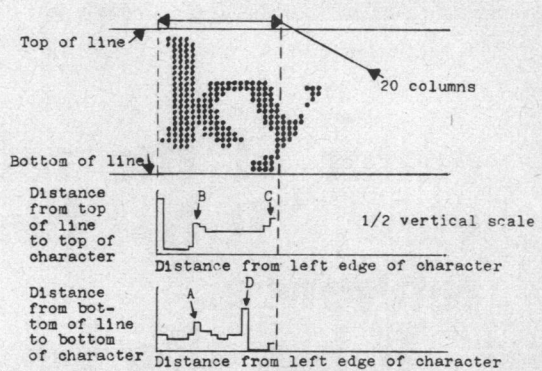 Top of line
ky
20 columns
Bottom of line
Distance
from top
of line
to top of
character
B
C
1/2 vertical scale
Distance from left edge of character
Distance
from bot-
tom of line
to bottom
of character
A
D
Distance from left edge of character